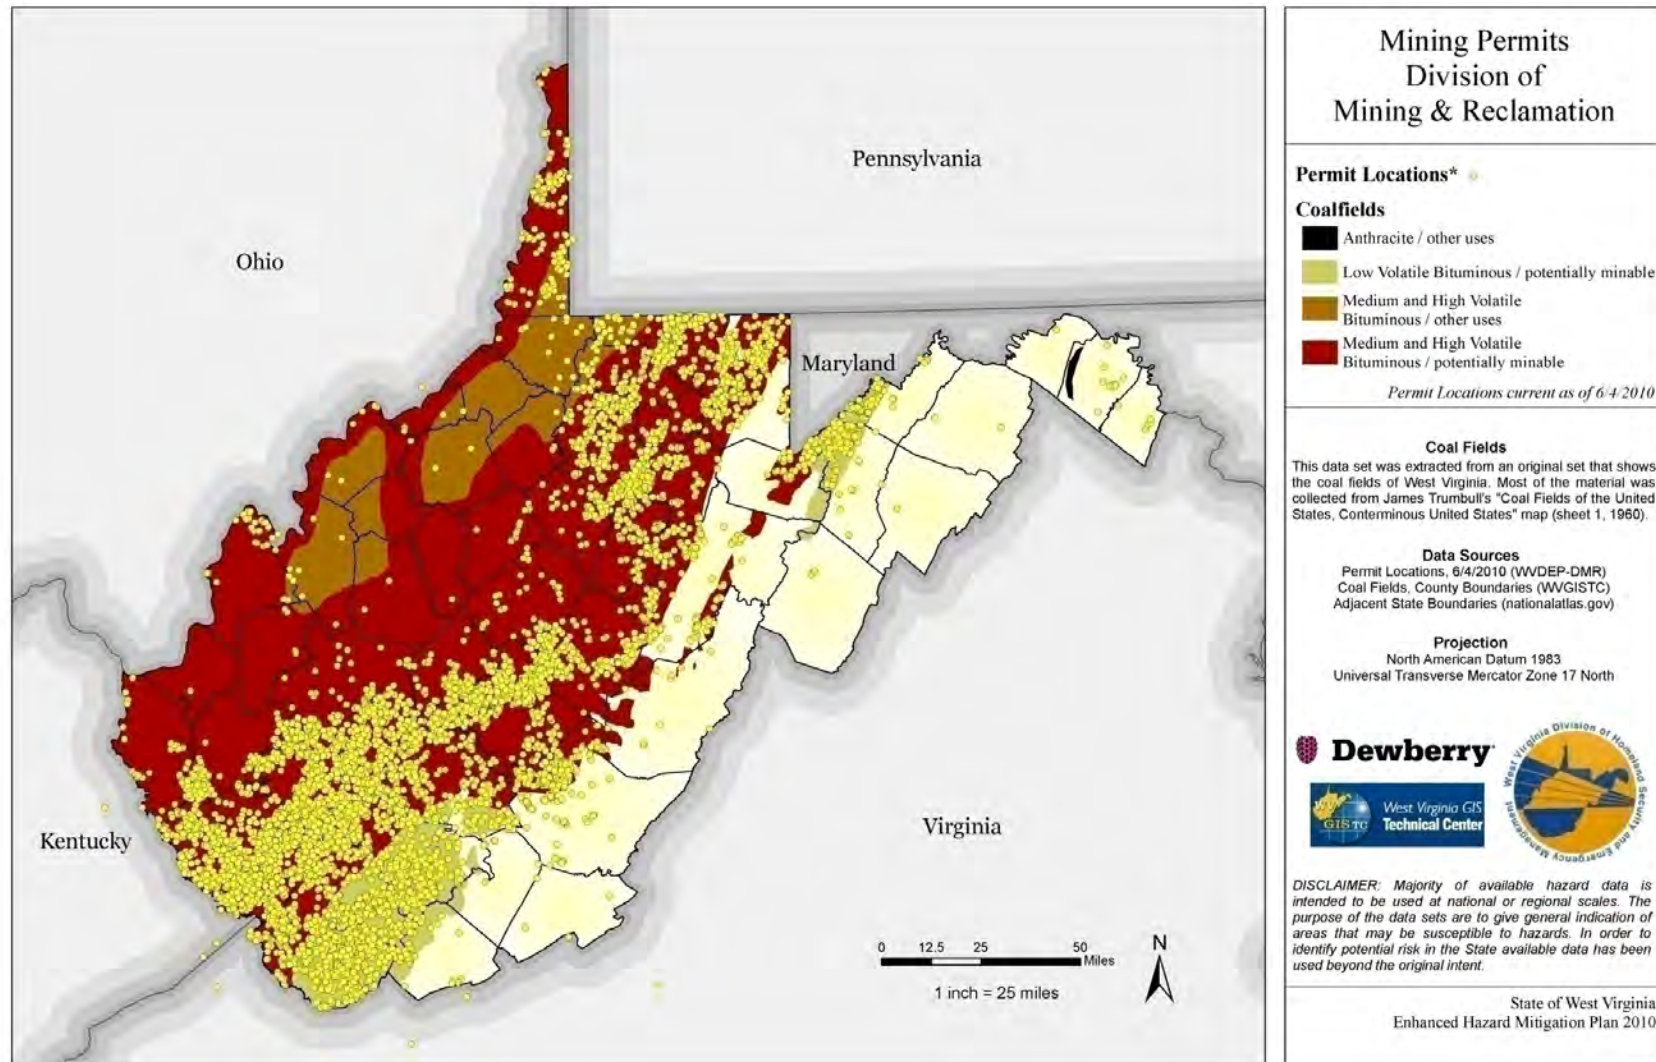 Mining Permits
Division of
Mining & Reclamation
Permit Locations*
Coalfields
Anthracite / other uses
Low Volatile Bituminous / potentially minable
Medium and High Volatile
Bituminous / other uses
Medium and High Volatile
Bituminous / potentially minable
Permit Locations current as of 6/4/2010
Coal Fields
This data set was extracted from an original set that shows
the coal fields of West Virginia. Most of the material was
collected from James Trumbull's "Coal Fields of the United
States, Conterminous United States" map (sheet 1, 1960).
Data Sources
Permit Locations, 6/4/2010 (WVDEP-DMR)
Coal Fields, County Boundaries (WVGISTC)
Adjacent State Boundaries (nationalatlas.gov)
Projection
North American Datum 1983
Universal Transverse Mercator Zone 17 North
Dewberry
West Virginia Division of Homeland Security and Emergency Management
WV
GISTC
West Virginia GIS
Technical Center
DISCLAIMER: Majority of available hazard data is
intended to be used at national or regional scales. The
purpose of the data sets are to give general indication of
areas that may be susceptible to hazards. In order to
identify potential risk in the State available data has been
used beyond the original intent.
State of West Virginia
Enhanced Hazard Mitigation Plan 2010
Pennsylvania
Ohio
Maryland
Kentucky
Virginia
0 12.5 25 50
Miles
1 inch = 25 miles
N